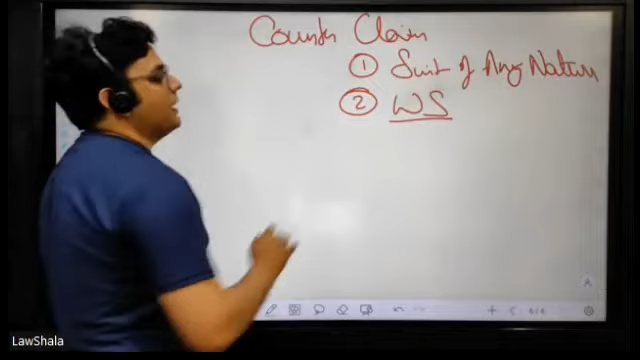 Counter Claim
① Suit of Any Nature
② WS
LawShala